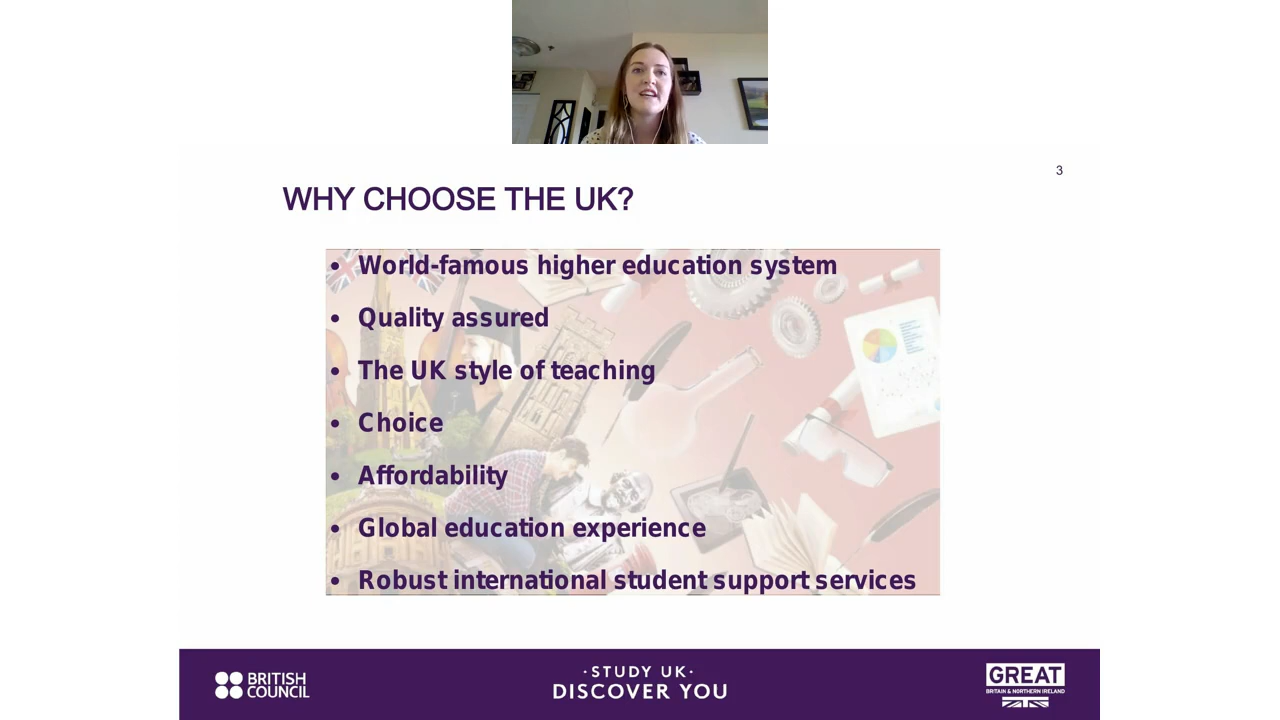 3
WHY CHOOSE THE UK?
• World-famous higher education system
• Quality assured
• The UK style of teaching
• Choice
• Affordability
• Global education experience
• Robust international student support services
BRITISH
COUNCIL
·STUDY UK·
DISCOVER YOU
GREAT
BRITAIN & NORTHERN IRELAND